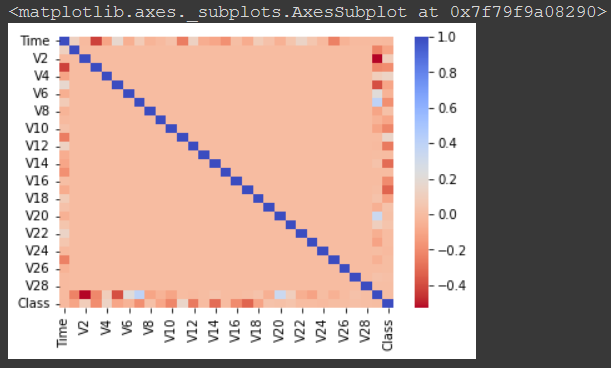 <matplotlib.axes._subplots.AxesSubplot at 0x7f79f9a08290>
Time
V2
V4
V6
V8
V10
V12
V14
V16
V18
V20
V22
V24
V26
V28
Class
Time
V2
V4
V6
V8
V10
V12
V14
V16
V18
V20
V22
V24
V26
V28
Class
1.0
0.8
0.6
0.4
0.2
0.0
−0.2
−0.4